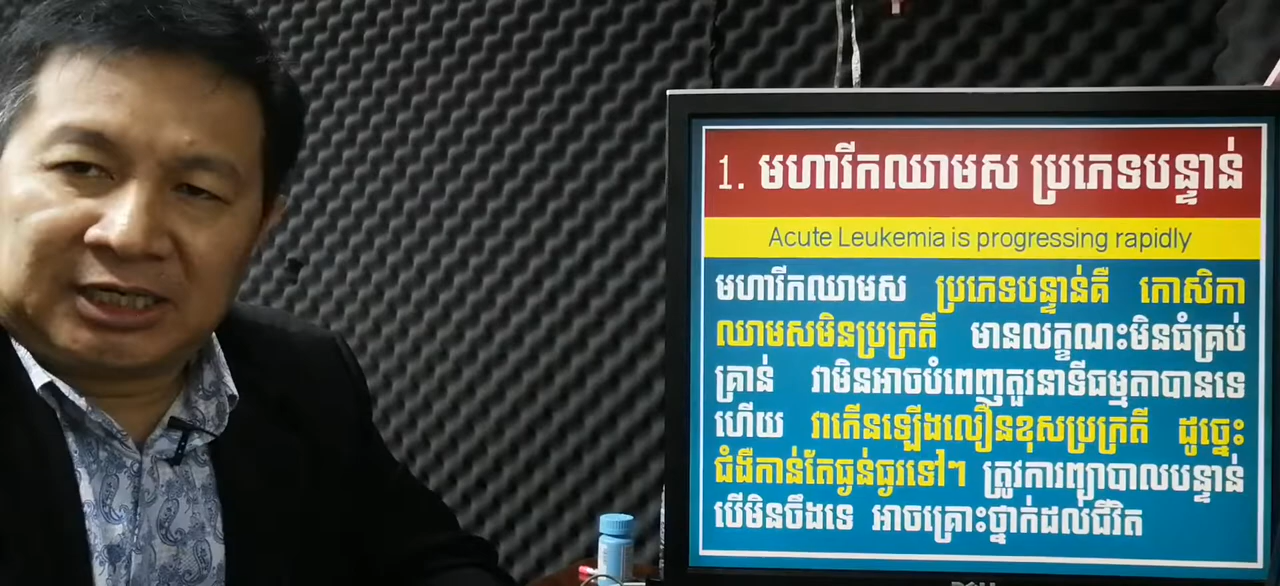 1. មហារីកឈាមស ប្រភេទបន្ទាន់
Acute Leukemia is progressing rapidly
មហារីកឈាមស ប្រភេទបន្ទាន់គឺ កោសិកា
ឈាមសមិនប្រក្រតី មានលក្ខណះមិនធំគ្រប់
គ្រាន់ វាមិនអាចបំពេញតួរនាទីធម្មតាបានទេ
ហើយ វាកើនឡើងលឿនខុសប្រក្រតី ដូច្នេះ
ជំងឺកាន់តែធ្ងន់ធ្ងរទៅៗ ត្រូវការព្យាបាលបន្ទាន់
បើមិនចឹងទេ អាចគ្រោះថ្នាក់ដល់ជីវិត